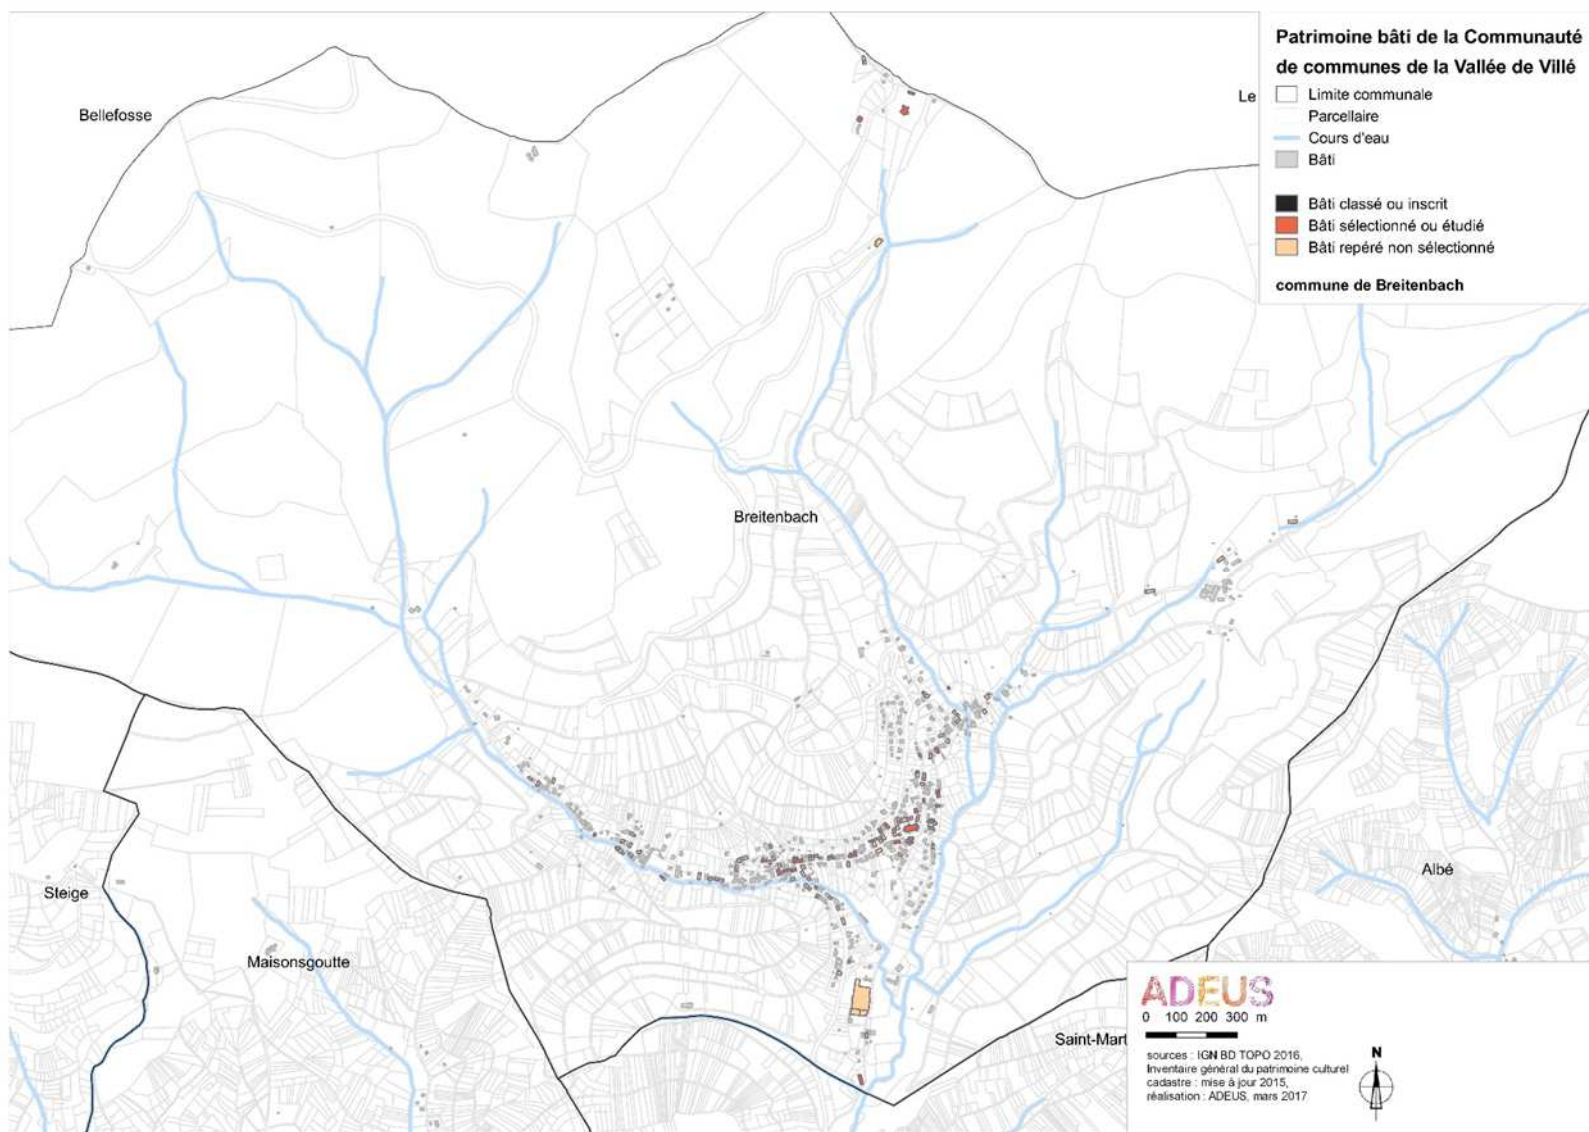 Patrimoine bâti de la Communauté
de communes de la Vallée de Villé
Limite communale
Parcellaire
Cours d'eau
Bâti
Bâti classé ou inscrit
Bâti sélectionné ou étudié
Bâti repéré non sélectionné
commune de Breitenbach
Bellefosse
Le
Breitenbach
Albé
Steige
Maisonsgoutte
Saint-Mart
ADEUS
0 100 200 300 m
sources : IGN BD TOPO 2016,
Inventaire général du patrimoine culturel
cadastre : mise à jour 2015,
réalisation : ADEUS, mars 2017
N